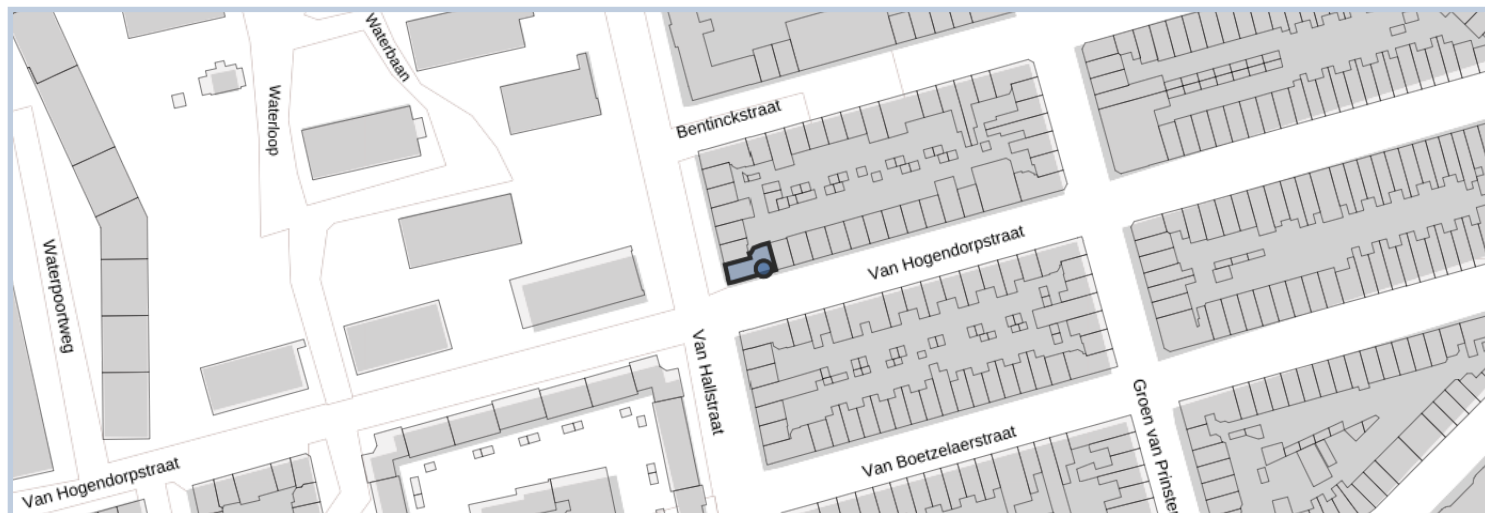 Waterbaan
Waterloop
Bentinckstraat
Waterpoortweg
Van Hogendorpstraat
Van Hallstraat
Groen van Prinster
Van Boetzelaerstraat
Van Hogendorpstraat